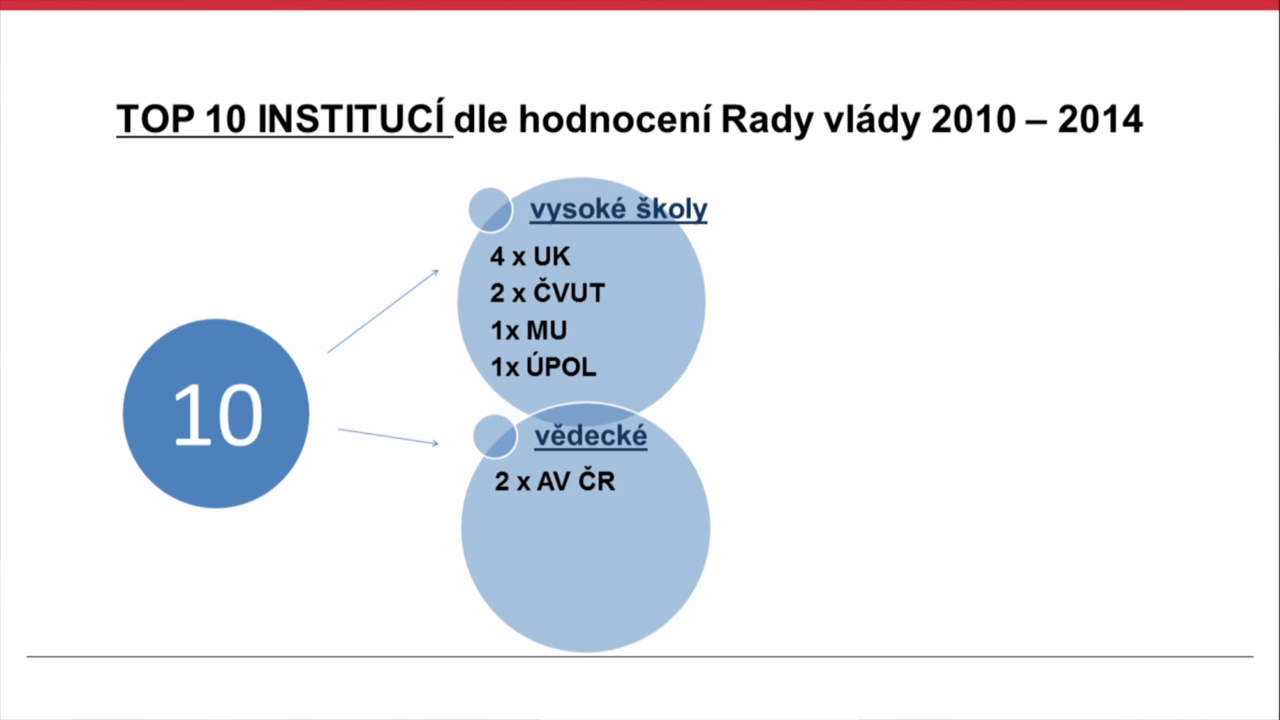 TOP 10 INSTITUCÍ dle hodnocení Rady vlády 2010 – 2014
10
vysoké školy
4 x UK
2 x ČVUT
1x MU
1x ÚPOL
vědecké
2 x AV ČR